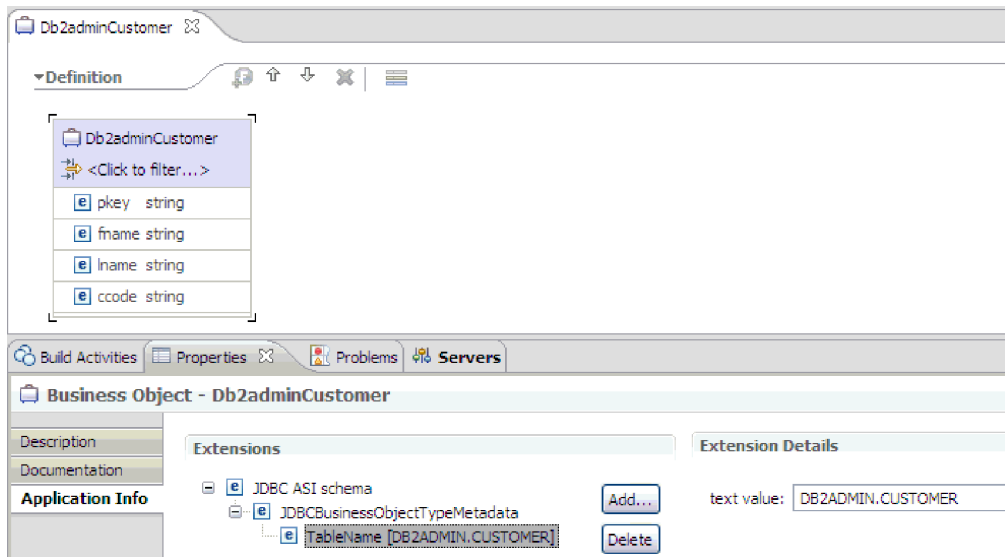 Db2adminCustomer
Definition
Db2adminCustomer
<Click to filter...>
e pkey string
e fname string
e lname string
e ccode string
Build Activities Properties Problems Servers
Business Object - Db2adminCustomer
Description
Documentation
Application Info
Extensions
e JDBC ASI schema
e JDBCBusinessObjectTypeMetadata
e TableName [DB2ADMIN.CUSTOMER]
Add...
Delete
Extension Details
text value: DB2ADMIN.CUSTOMER